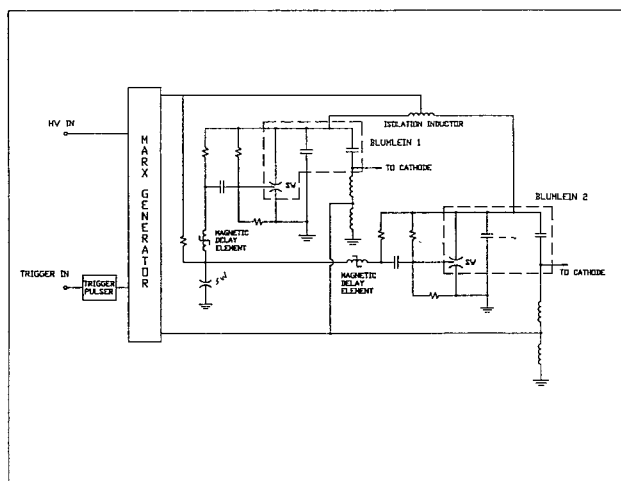 ISOLATION INDUCTOR
HV IN
MARX GENERATOR
BLUMLEIN 1
SW
TO CATHODE
BLUMLEIN 2
MAGNETIC
DELAY
ELEMENT
SW
TRIGGER IN
TRIGGER
PULSER
SW
MAGNETIC
DELAY
ELEMENT
TO CATHODE